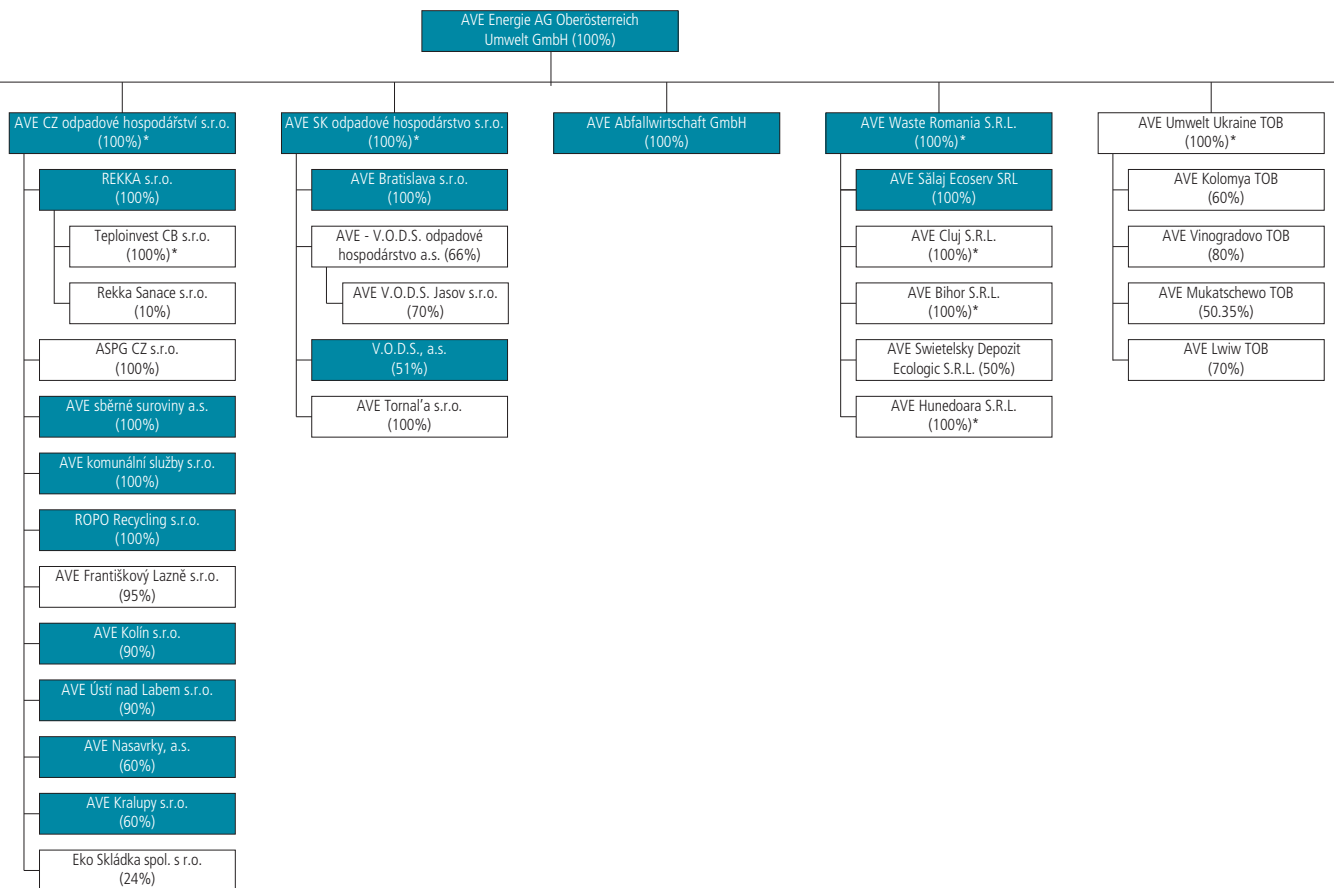 AVE Energie AG Oberösterreich
Umwelt GmbH (100%)
AVE CZ odpadové hospodářství s.r.o.
(100%)*
REKKA s.r.o.
(100%)
Teploinvest CB s.r.o.
(100%)*
Rekka Sanace s.r.o.
(10%)
ASPG CZ s.r.o.
(100%)
AVE sběrné suroviny a.s.
(100%)
AVE komunální služby s.r.o.
(100%)
ROPO Recycling s.r.o.
(100%)
AVE Františkový Lazně s.r.o.
(95%)
AVE Kolín s.r.o.
(90%)
AVE Ústí nad Labem s.r.o.
(90%)
AVE Nasavrky, a.s.
(60%)
AVE Kralupy s.r.o.
(60%)
Eko Skládka spol. s r.o.
(24%)
AVE SK odpadové hospodárstvo s.r.o.
(100%)*
AVE Bratislava s.r.o.
(100%)
AVE - V.O.D.S. odpadové
hospodárstvo a.s. (66%)
AVE V.O.D.S. Jasov s.r.o.
(70%)
V.O.D.S., a.s.
(51%)
AVE Tornal'a s.r.o.
(100%)
AVE Abfallwirtschaft GmbH
(100%)
AVE Waste Romania S.R.L.
(100%)*
AVE Sălaj Ecoserv SRL
(100%)
AVE Cluj S.R.L.
(100%)*
AVE Bihor S.R.L.
(100%)*
AVE Swietelsky Depozit
Ecologic S.R.L. (50%)
AVE Hunedoara S.R.L.
(100%)*
AVE Umwelt Ukraine TOB
(100%)*
AVE Kolomya TOB
(60%)
AVE Vinogradovo TOB
(80%)
AVE Mukatschewo TOB
(50.35%)
AVE Lwiw TOB
(70%)